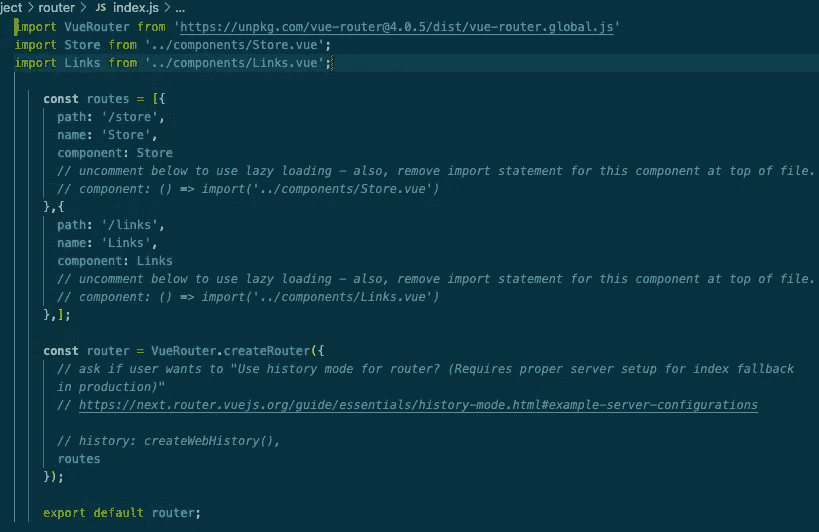 ject > router > JS index.js > ...
import VueRouter from 'https://unpkg.com/vue-router@4.0.5/dist/vue-router.global.js'
import Store from '../components/Store.vue';
import Links from '../components/Links.vue';
const routes = [{
path: '/store',
name: 'Store',
component: Store
// uncomment below to use lazy loading – also, remove import statement for this component at top of file.
// component: () => import('../components/Store.vue')
},{
path: '/links',
name: 'Links',
component: Links
// uncomment below to use lazy loading – also, remove import statement for this component at top of file.
// component: () => import('../components/Links.vue')
},];
const router = VueRouter.createRouter({
// ask if user wants to "Use history mode for router? (Requires proper server setup for index fallback
in production)"
// https://next.router.vuejs.org/guide/essentials/history-mode.html#example-server-configurations
// history: createWebHistory(),
routes
});
export default router;